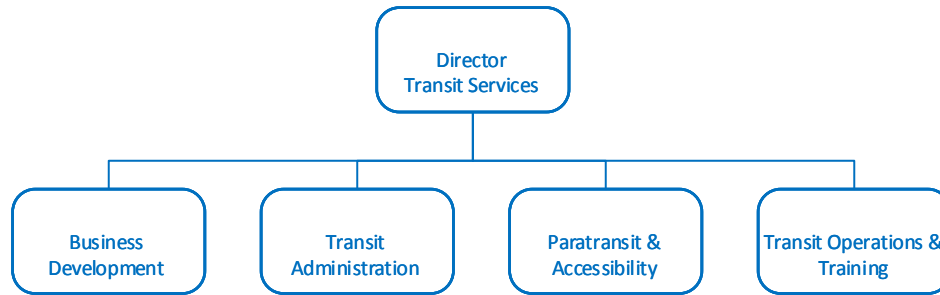 Director
Transit Services
Business
Development
Transit
Administration
Paratransit &
Accessibility
Transit Operations &
Training